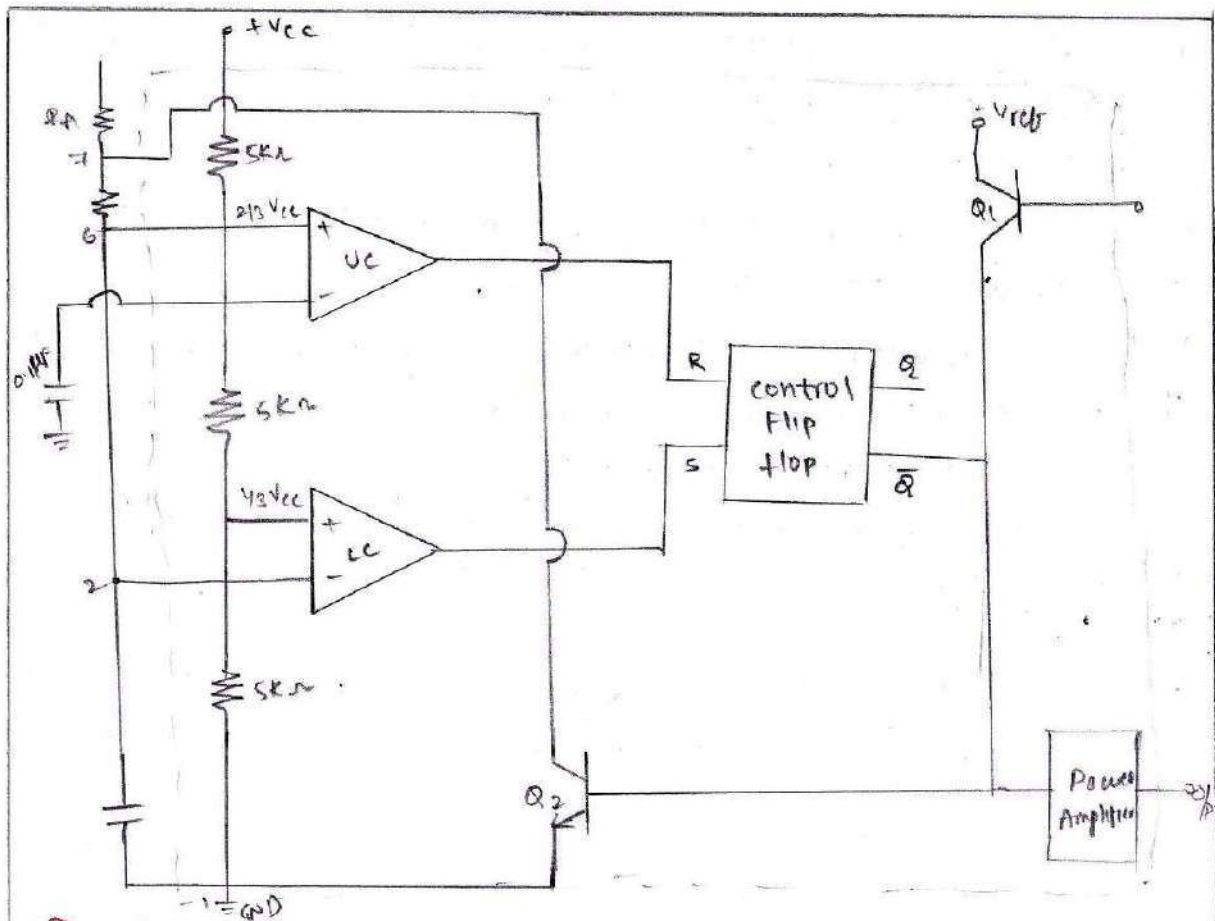 +Vcc
RA
7
5KΩ
+Vref
Q1
2/3 Vcc
6
+
UC
-
0.1µF
R
Q
control
Flip
flop
5KΩ
S
Q̅
1/3 Vcc
+
LC
-
2
5KΩ
Q2
Power
Amplifier
o/p
GND